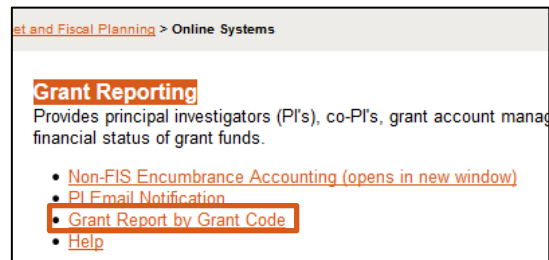 et and Fiscal Planning > Online Systems
Grant Reporting
Provides principal investigators (PI's), co-PI's, grant account manag
financial status of grant funds.
• Non-FIS Encumbrance Accounting (opens in new window)
• PI Email Notification
• Grant Report by Grant Code
• Help